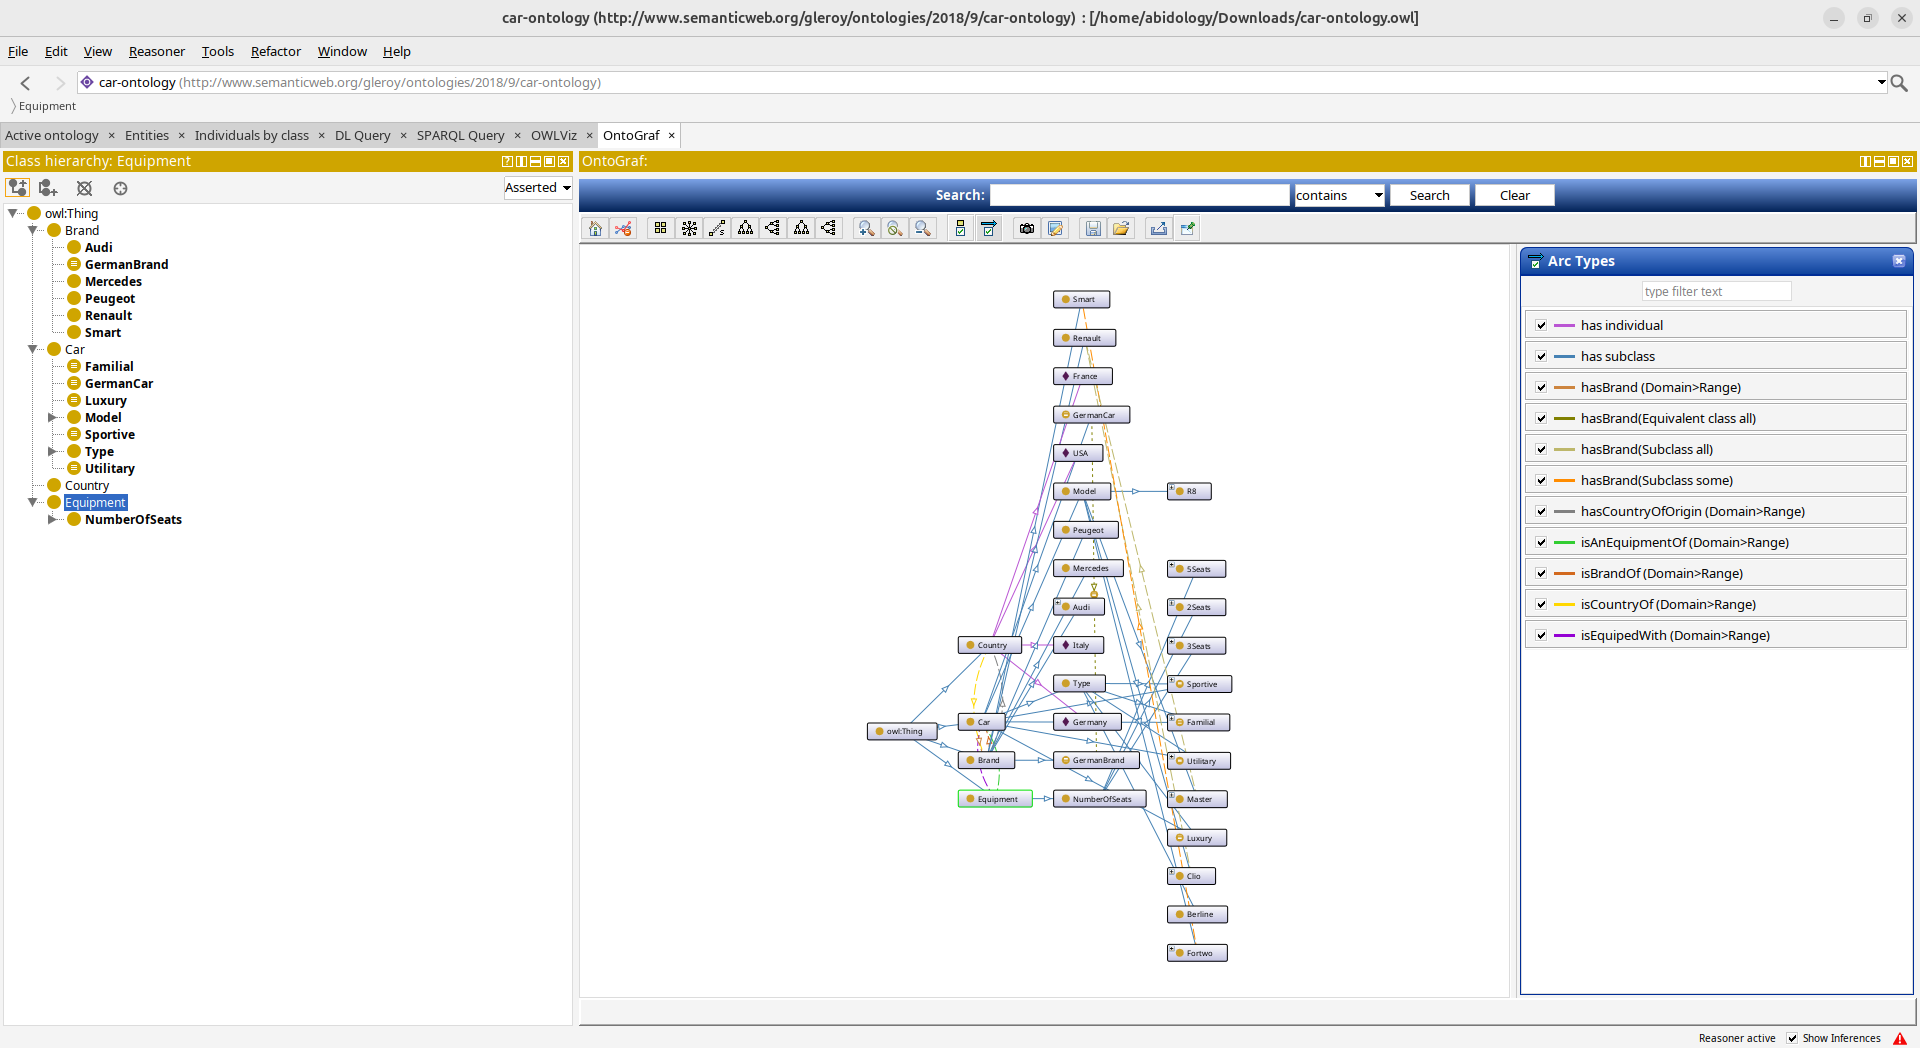 car-ontology (http://www.semanticweb.org/gleroy/ontologies/2018/9/car-ontology) : [/home/abidology/Downloads/car-ontology.owl]
File Edit View Reasoner Tools Refactor Window Help
car-ontology (http://www.semanticweb.org/gleroy/ontologies/2018/9/car-ontology)
Equipment
Active ontology × Entities × Individuals by class × DL Query × SPARQL Query × OWLViz × OntoGraf ×
Class hierarchy: Equipment
Asserted
owl:Thing
Brand
Audi
GermanBrand
Mercedes
Peugeot
Renault
Smart
Car
Familial
GermanCar
Luxury
Model
Sportive
Type
Utilitary
Country
Equipment
NumberOfSeats
OntoGraf:
Search: contains Search Clear
Smart
Renault
France
GermanCar
USA
Model R8
Peugeot
Mercedes 5Seats
Audi 2Seats
Country Italy 3Seats
Type Sportive
Car Germany Familial
owl:Thing
Brand GermanBrand Utilitary
Equipment NumberOfSeats Master
Luxury
Clio
Berline
Fortwo
Arc Types
type filter text
has individual
has subclass
hasBrand (Domain>Range)
hasBrand(Equivalent class all)
hasBrand(Subclass all)
hasBrand(Subclass some)
hasCountryOfOrigin (Domain>Range)
isAnEquipmentOf (Domain>Range)
isBrandOf (Domain>Range)
isCountryOf (Domain>Range)
isEquipedWith (Domain>Range)
Reasoner active Show Inferences